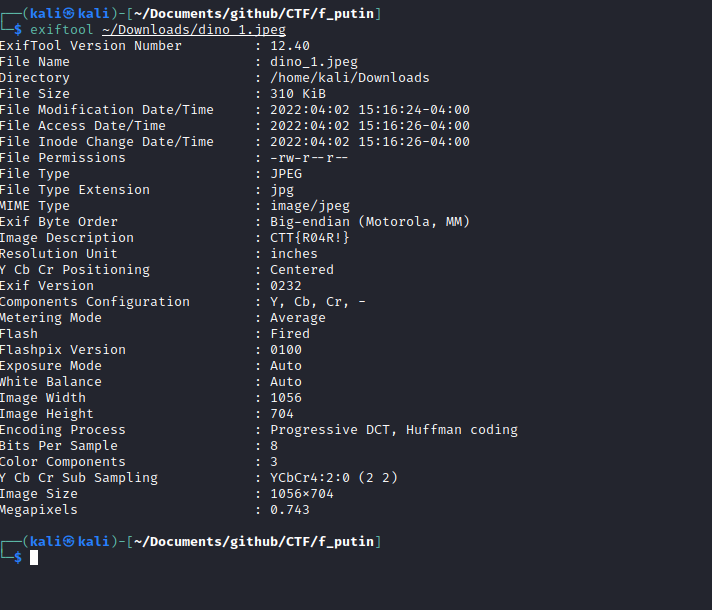 ┌──(kali㉿kali)-[~/Documents/github/CTF/f_putin]
└─$ exiftool ~/Downloads/dino_1.jpeg
ExifTool Version Number         : 12.40
File Name                       : dino_1.jpeg
Directory                       : /home/kali/Downloads
File Size                       : 310 KiB
File Modification Date/Time     : 2022:04:02 15:16:24-04:00
File Access Date/Time           : 2022:04:02 15:16:26-04:00
File Inode Change Date/Time     : 2022:04:02 15:16:26-04:00
File Permissions                : -rw-r--r--
File Type                       : JPEG
File Type Extension             : jpg
MIME Type                       : image/jpeg
Exif Byte Order                 : Big-endian (Motorola, MM)
Image Description               : CTT{R04R!}
Resolution Unit                 : inches
Y Cb Cr Positioning             : Centered
Exif Version                    : 0232
Components Configuration        : Y, Cb, Cr, -
Metering Mode                   : Average
Flash                           : Fired
Flashpix Version                : 0100
Exposure Mode                   : Auto
White Balance                   : Auto
Image Width                     : 1056
Image Height                    : 704
Encoding Process                : Progressive DCT, Huffman coding
Bits Per Sample                 : 8
Color Components                : 3
Y Cb Cr Sub Sampling            : YCbCr4:2:0 (2 2)
Image Size                      : 1056×704
Megapixels                      : 0.743
┌──(kali㉿kali)-[~/Documents/github/CTF/f_putin]
└─$